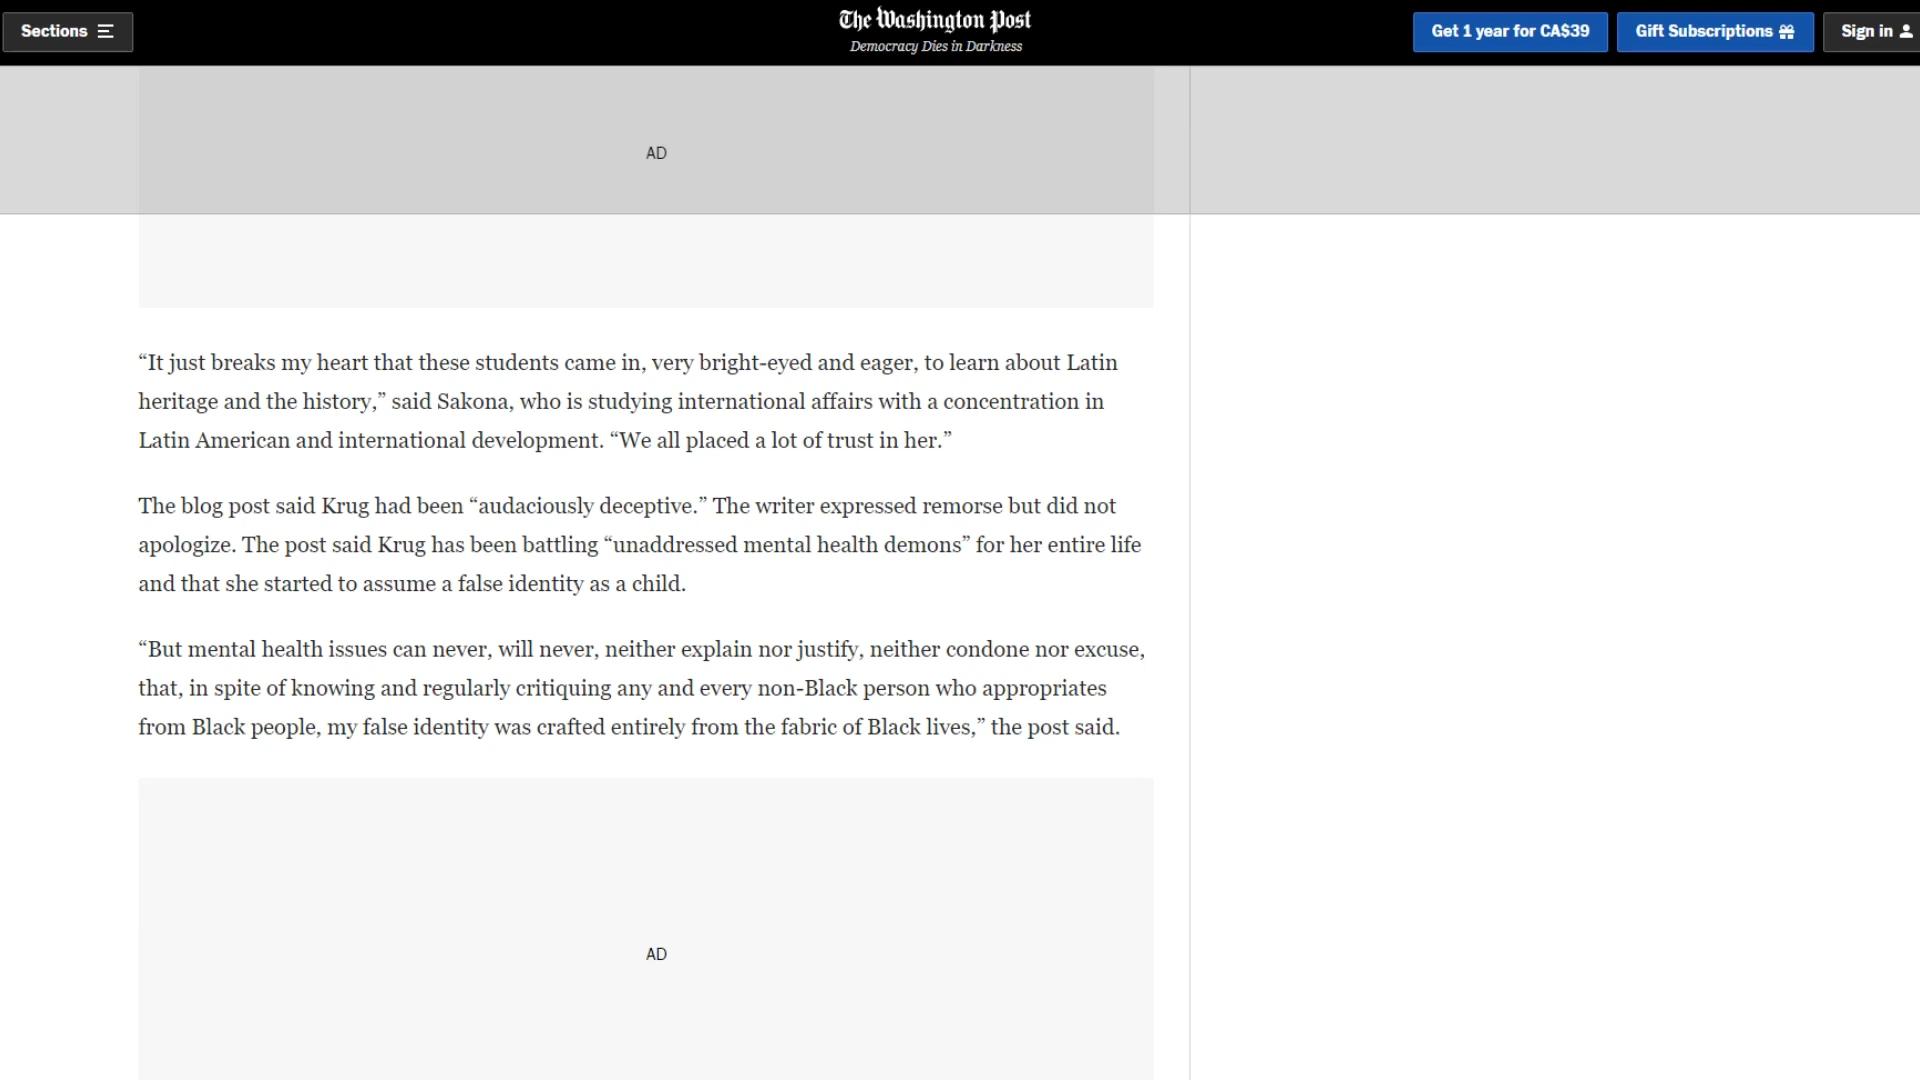 Sections
The Washington Post
Democracy Dies in Darkness
Get 1 year for CA$39
Gift Subscriptions
Sign in
AD
“It just breaks my heart that these students came in, very bright-eyed and eager, to learn about Latin
heritage and the history,” said Sakona, who is studying international affairs with a concentration in
Latin American and international development. “We all placed a lot of trust in her.”
The blog post said Krug had been “audaciously deceptive.” The writer expressed remorse but did not
apologize. The post said Krug has been battling “unaddressed mental health demons” for her entire life
and that she started to assume a false identity as a child.
“But mental health issues can never, will never, neither explain nor justify, neither condone nor excuse,
that, in spite of knowing and regularly critiquing any and every non-Black person who appropriates
from Black people, my false identity was crafted entirely from the fabric of Black lives,” the post said.
AD